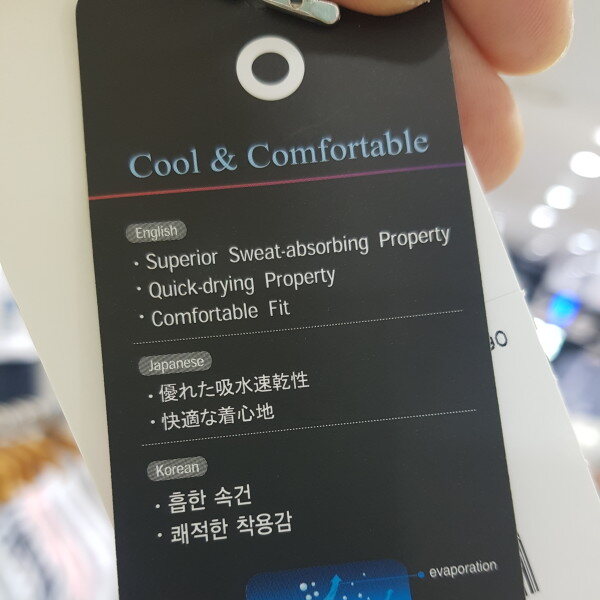 Cool & Comfortable
English
· Superior Sweat-absorbing Property
· Quick-drying Property
· Comfortable Fit
Japanese
· 優れた吸水速乾性
· 快適な着心地
Korean
· 흡한 속건
· 쾌적한 착용감
evaporation